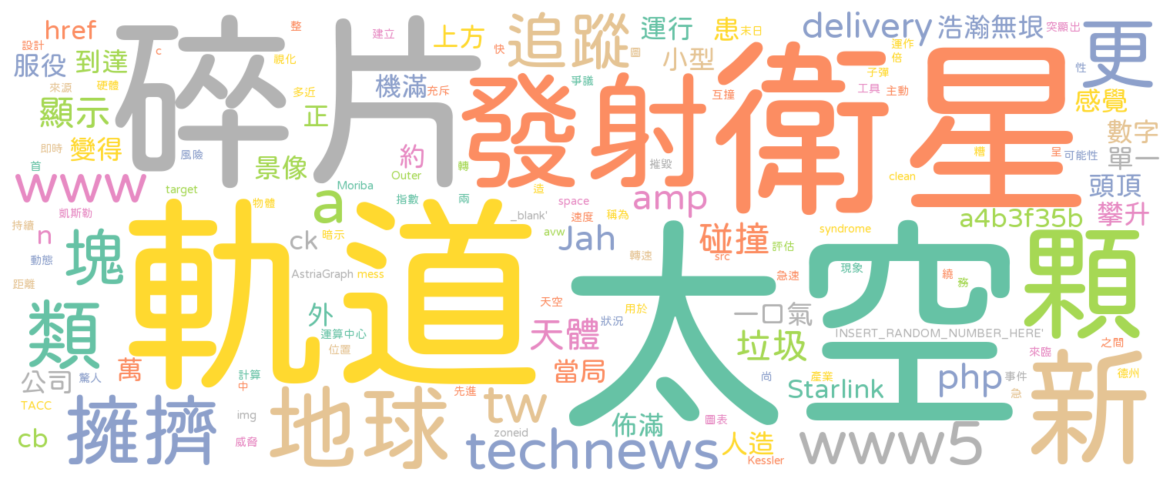 href
設計
整
c
建立
快
上方
追蹤
圖
運行
患
末日
delivery
浩瀚無垠
突顯出
更
服役
到達
視化
碎片
機滿
充斥
爭議
小型
互撞
倍
運作
子彈
衛星
性
來源
硬體
多近
發射
工具
主動
感覺
顯示
正
數字
即時
變得
風險
景像
約
轉
摧毀
糟
呈
可能性
單一
首
www
target
Moriba
Outer
指數
兩
造
amp
clean
頭頂
凱斯勒
物體
a
_blank'
space
稱為
速度
a4b3f35b
攀升
持續
n
暗示
avw
syndrome
動態
塊
軌道
ck
Jah
碰撞
評估
顆
src
轉速
AstriaGraph
mess
現象
繞
距離
急速
太空
務
類
外
天空
用於
一口氣
運算中心
狀況
天體
INSERT_RANDOM_NUMBER_HERE'
位置
垃圾
來臨
之間
公司
驚人
萬
計算
中
地球
當局
尚
產業
Starlink
php
事件
急
新
德州
TACC
擁擠
img
先進
tw
佈滿
圖表
cb
威脅
zoneid
technews
人造
Kessler
www5